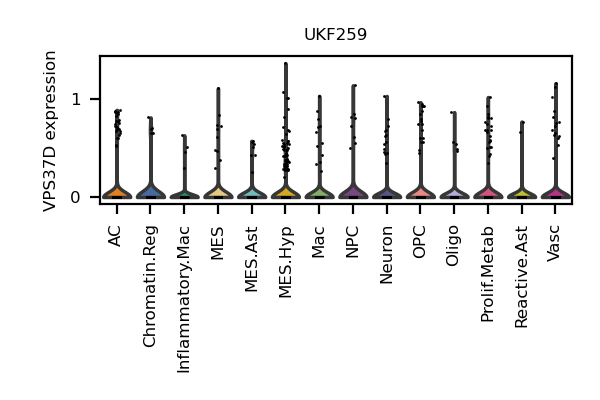 UKF259
VPS37D expression
1
0
AC
Chromatin.Reg
Inflammatory.Mac
MES
MES.Ast
MES.Hyp
Mac
NPC
Neuron
OPC
Oligo
Prolif.Metab
Reactive.Ast
Vasc